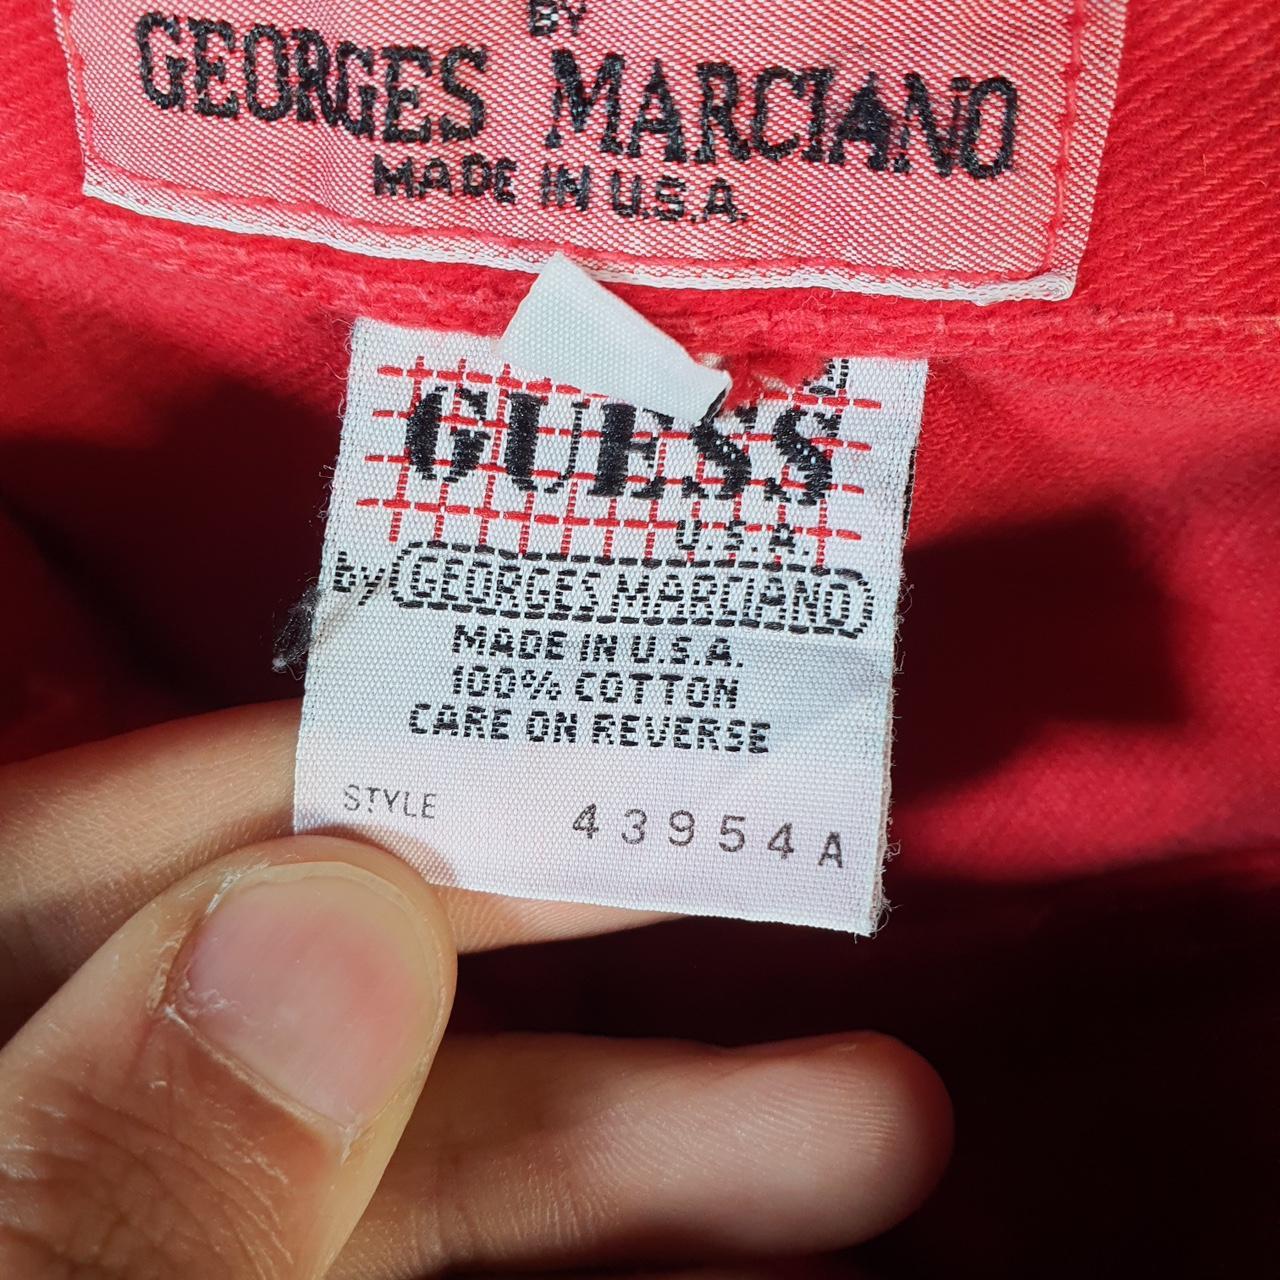 BY
GEORGES MARCIANO
MADE IN U.S.A.
GUESS
U.S.A.
by GEORGES MARCIANO
MADE IN U.S.A.
100% COTTON
CARE ON REVERSE
STYLE 43954A